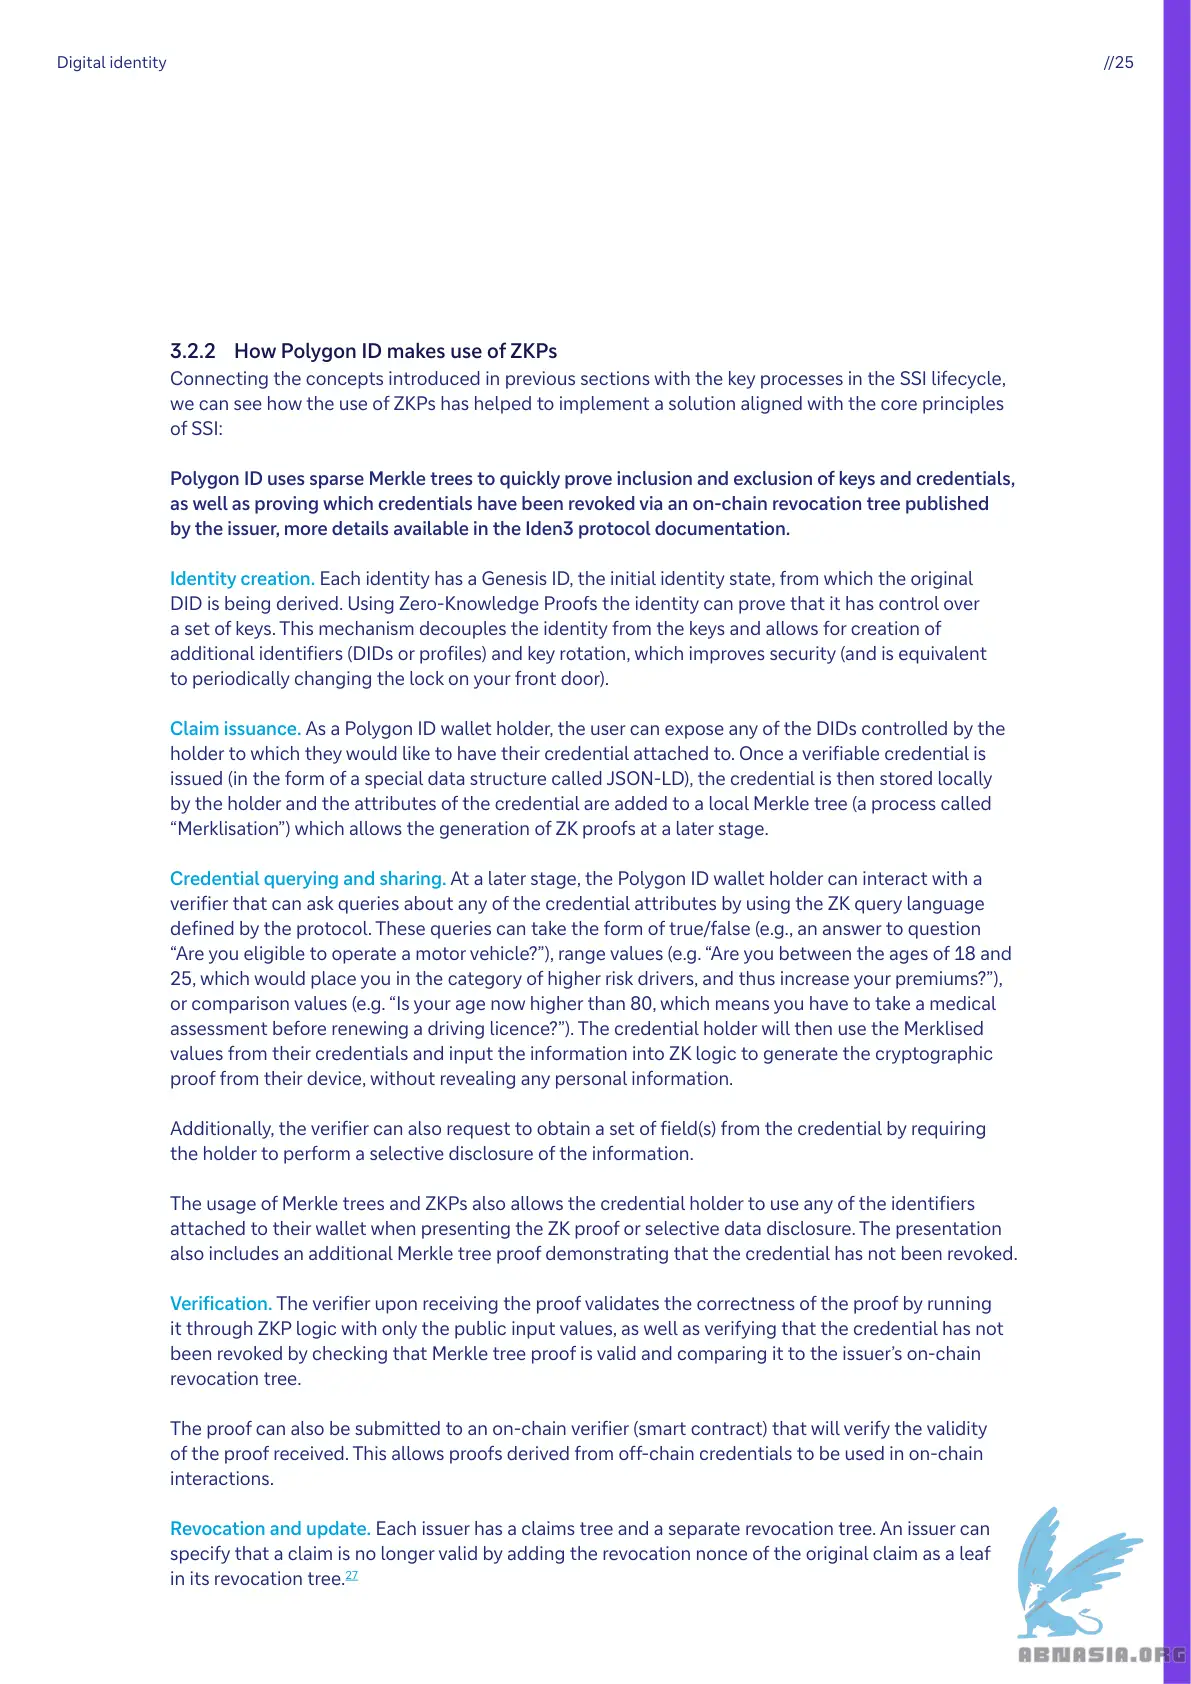 Digital identity
//25
3.2.2 How Polygon ID makes use of ZKPs
Connecting the concepts introduced in previous sections with the key processes in the SSI lifecycle,
we can see how the use of ZKPs has helped to implement a solution aligned with the core principles
of SSI:
Polygon ID uses sparse Merkle trees to quickly prove inclusion and exclusion of keys and credentials,
as well as proving which credentials have been revoked via an on-chain revocation tree published
by the issuer, more details available in the Iden3 protocol documentation.
Identity creation. Each identity has a Genesis ID, the initial identity state, from which the original
DID is being derived. Using Zero-Knowledge Proofs the identity can prove that it has control over
a set of keys. This mechanism decouples the identity from the keys and allows for creation of
additional identifiers (DIDs or profiles) and key rotation, which improves security (and is equivalent
to periodically changing the lock on your front door).
Claim issuance. As a Polygon ID wallet holder, the user can expose any of the DIDs controlled by the
holder to which they would like to have their credential attached to. Once a verifiable credential is
issued (in the form of a special data structure called JSON-LD), the credential is then stored locally
by the holder and the attributes of the credential are added to a local Merkle tree (a process called
“Merklisation”) which allows the generation of ZK proofs at a later stage.
Credential querying and sharing. At a later stage, the Polygon ID wallet holder can interact with a
verifier that can ask queries about any of the credential attributes by using the ZK query language
defined by the protocol. These queries can take the form of true/false (e.g., an answer to question
“Are you eligible to operate a motor vehicle?”), range values (e.g. “Are you between the ages of 18 and
25, which would place you in the category of higher risk drivers, and thus increase your premiums?”),
or comparison values (e.g. “Is your age now higher than 80, which means you have to take a medical
assessment before renewing a driving licence?”). The credential holder will then use the Merklised
values from their credentials and input the information into ZK logic to generate the cryptographic
proof from their device, without revealing any personal information.
Additionally, the verifier can also request to obtain a set of field(s) from the credential by requiring
the holder to perform a selective disclosure of the information.
The usage of Merkle trees and ZKPs also allows the credential holder to use any of the identifiers
attached to their wallet when presenting the ZK proof or selective data disclosure. The presentation
also includes an additional Merkle tree proof demonstrating that the credential has not been revoked.
Verification. The verifier upon receiving the proof validates the correctness of the proof by running
it through ZKP logic with only the public input values, as well as verifying that the credential has not
been revoked by checking that Merkle tree proof is valid and comparing it to the issuer’s on-chain
revocation tree.
The proof can also be submitted to an on-chain verifier (smart contract) that will verify the validity
of the proof received. This allows proofs derived from off-chain credentials to be used in on-chain
interactions.
Revocation and update. Each issuer has a claims tree and a separate revocation tree. An issuer can
specify that a claim is no longer valid by adding the revocation nonce of the original claim as a leaf
in its revocation tree.27
ABNASIA.ORG